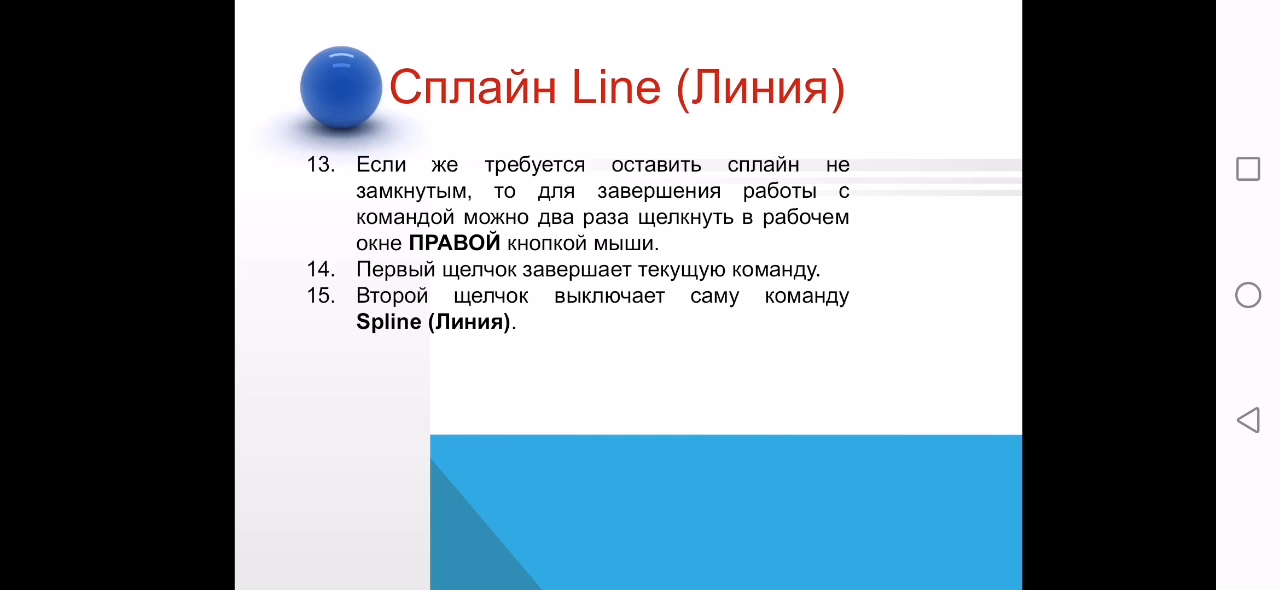 Сплайн Line (Линия)
13. Если же требуется оставить сплайн не
замкнутым, то для завершения работы с
командой можно два раза щелкнуть в рабочем
окне ПРАВОЙ кнопкой мыши.
14. Первый щелчок завершает текущую команду.
15. Второй щелчок выключает саму команду
Spline (Линия).